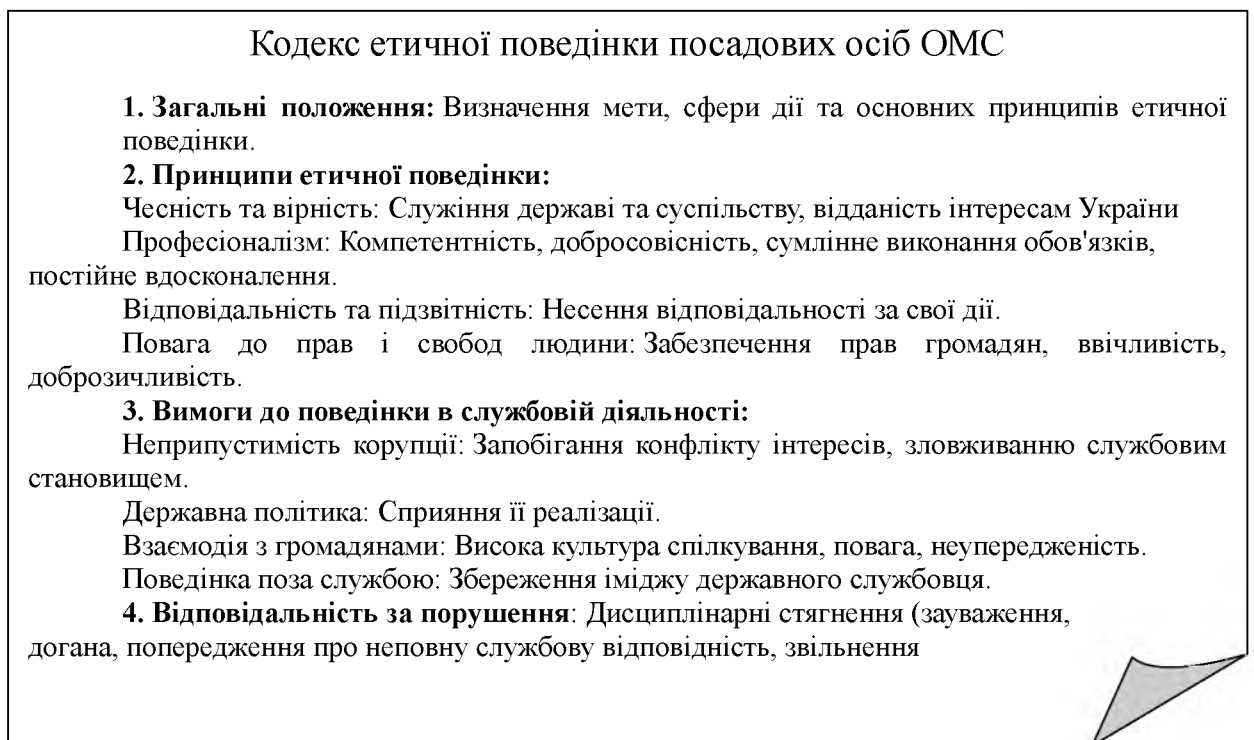 Кодекс етичної поведінки посадових осіб ОМС
1. Загальні положення: Визначення мети, сфери дії та основних принципів етичної
поведінки.
2. Принципи етичної поведінки:
Чесність та вірність: Служіння державі та суспільству, відданість інтересам України
Професіоналізм: Компетентність, добросовісність, сумлінне виконання обов'язків,
постійне вдосконалення.
Відповідальність та підзвітність: Несення відповідальності за свої дії.
Повага до прав і свобод людини: Забезпечення прав громадян, ввічливість,
доброзичливість.
3. Вимоги до поведінки в службовій діяльності:
Неприпустимість корупції: Запобігання конфлікту інтересів, зловживанню службовим
становищем.
Державна політика: Сприяння її реалізації.
Взаємодія з громадянами: Висока культура спілкування, повага, неупередженість.
Поведінка поза службою: Збереження іміджу державного службовця.
4. Відповідальність за порушення: Дисциплінарні стягнення (зауваження,
догана, попередження про неповну службову відповідність, звільнення